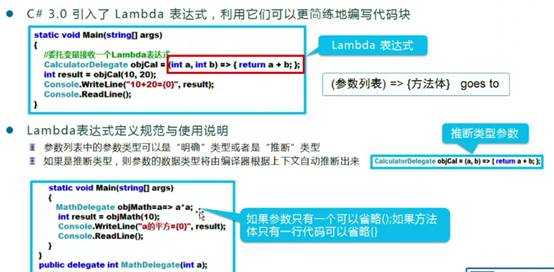 C# 3.0 引入了 Lambda 表达式，利用它们可以更简练地编写代码块
static void Main(string[] args)
{
//委托变量接收一个Lambda表达式
CalculatorDelegate objCal = (int a, int b) => { return a + b; };
int result = objCal(10, 20);
Console.WriteLine("10+20={0}", result);
Console.ReadLine();
}
Lambda 表达式
(参数列表) => {方法体} goes to
Lambda表达式定义规范与使用说明
参数列表中的参数类型可以是“明确”类型或者是“推断”类型
如果是推断类型，则参数的数据类型将由编译器根据上下文自动推断出来
推断类型参数
CalculatorDelegate objCal = (a, b) => { return a + b; };
static void Main(string[] args)
{
MathDelegate objMath=a=> a*a;
int result = objMath(10);
Console.WriteLine("a的平方={0}", result);
Console.ReadLine();
}
}
public delegate int MathDelegate(int a);
如果参数只有一个可以省略();如果方法
体只有一行代码可以省略{}